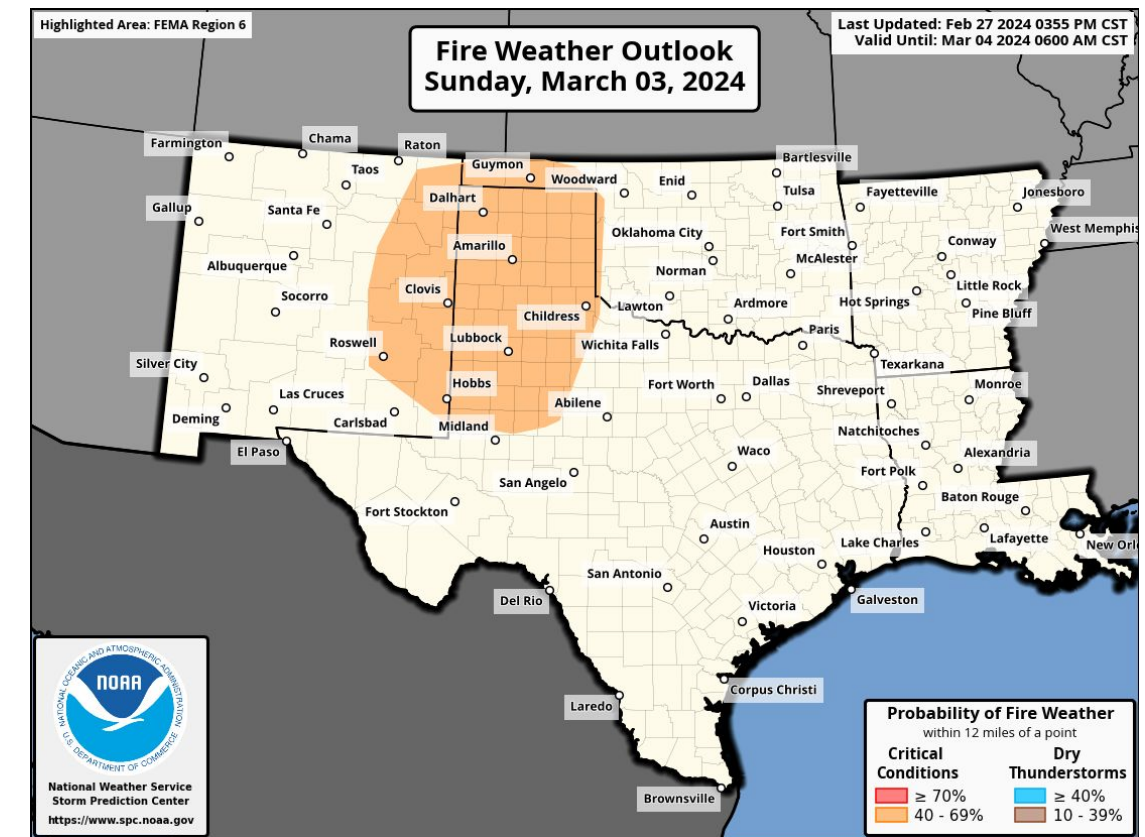 Highlighted Area: FEMA Region 6
Last Updated: Feb 27 2024 0355 PM CST
Valid Until: Mar 04 2024 0600 AM CST
Fire Weather Outlook
Sunday, March 03, 2024
Farmington
Chama
Raton
Taos
Guymon
Woodward
Enid
Bartlesville
Tulsa
Fayetteville
Jonesboro
Gallup
Santa Fe
Dalhart
Oklahoma City
Fort Smith
West Memphis
Albuquerque
Amarillo
Norman
McAlester
Conway
Socorro
Clovis
Childress
Lawton
Ardmore
Hot Springs
Little Rock
Pine Bluff
Roswell
Lubbock
Wichita Falls
Paris
Texarkana
Silver City
Las Cruces
Hobbs
Fort Worth
Dallas
Shreveport
Monroe
Deming
Carlsbad
Midland
Abilene
Natchitoches
El Paso
San Angelo
Waco
Fort Polk
Alexandria
Fort Stockton
Austin
Baton Rouge
Houston
Lake Charles
Lafayette
New Orl
San Antonio
Del Rio
Victoria
Galveston
Laredo
Corpus Christi
Brownsville
NATIONAL OCEANIC AND ATMOSPHERIC ADMINISTRATION
NOAA
U.S. DEPARTMENT OF COMMERCE
National Weather Service
Storm Prediction Center
https://www.spc.noaa.gov
Probability of Fire Weather
within 12 miles of a point
Critical Conditions
≥ 70%
40 - 69%
Dry Thunderstorms
≥ 40%
10 - 39%